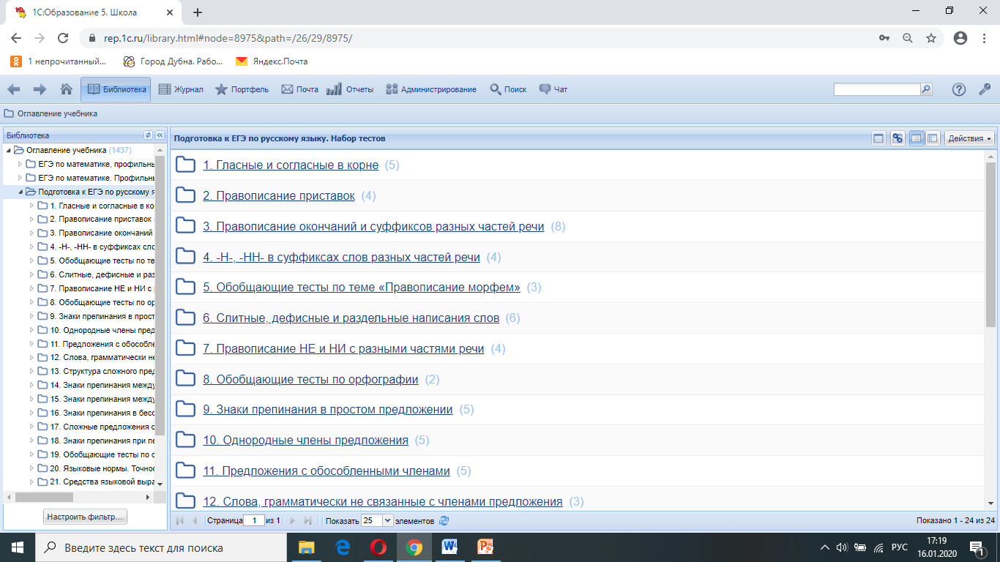 1С:Образование 5. Школа
rep.1c.ru/library.html#node=8975&path=/26/29/8975/
1 непрочитанный...
Город Дубна. Рабо...
Яндекс.Почта
Библиотека
Журнал
Портфель
Почта
Отчеты
Администрирование
Поиск
Чат
Оглавление учебника
Библиотека
Оглавление учебника (1437)
ЕГЭ по математике, профильны
ЕГЭ по математике. Профильны
Подготовка к ЕГЭ по русскому я
1. Гласные и согласные в ко
2. Правописание приставок
3. Правописание окончаний
4. -Н-, -НН- в суффиксах сло
5. Обобщающие тесты по те
6. Слитные, дефисные и раз
7. Правописание НЕ и НИ с
8. Обобщающие тесты по ор
9. Знаки препинания в прост
10. Однородные члены пред
11. Предложения с обособле
12. Слова, грамматически не
13. Структура сложного пред
14. Знаки препинания между
15. Знаки препинания между
16. Знаки препинания в бесс
17. Сложные предложения с
18. Знаки препинания при пе
19. Обобщающие тесты по с
20. Языковые нормы. Точнос
21. Средства языковой выра
Настроить фильтр...
Подготовка к ЕГЭ по русскому языку. Набор тестов
Действия
1. Гласные и согласные в корне (5)
2. Правописание приставок (4)
3. Правописание окончаний и суффиксов разных частей речи (8)
4. -Н-, -НН- в суффиксах слов разных частей речи (4)
5. Обобщающие тесты по теме «Правописание морфем» (3)
6. Слитные, дефисные и раздельные написания слов (6)
7. Правописание НЕ и НИ с разными частями речи (4)
8. Обобщающие тесты по орфографии (2)
9. Знаки препинания в простом предложении (5)
10. Однородные члены предложения (5)
11. Предложения с обособленными членами (5)
12. Слова, грамматически не связанные с членами предложения (3)
Страница 1 из 1
Показать 25 элементов
Показано 1 - 24 из 24
Введите здесь текст для поиска
РУС
17:19
16.01.2020
1